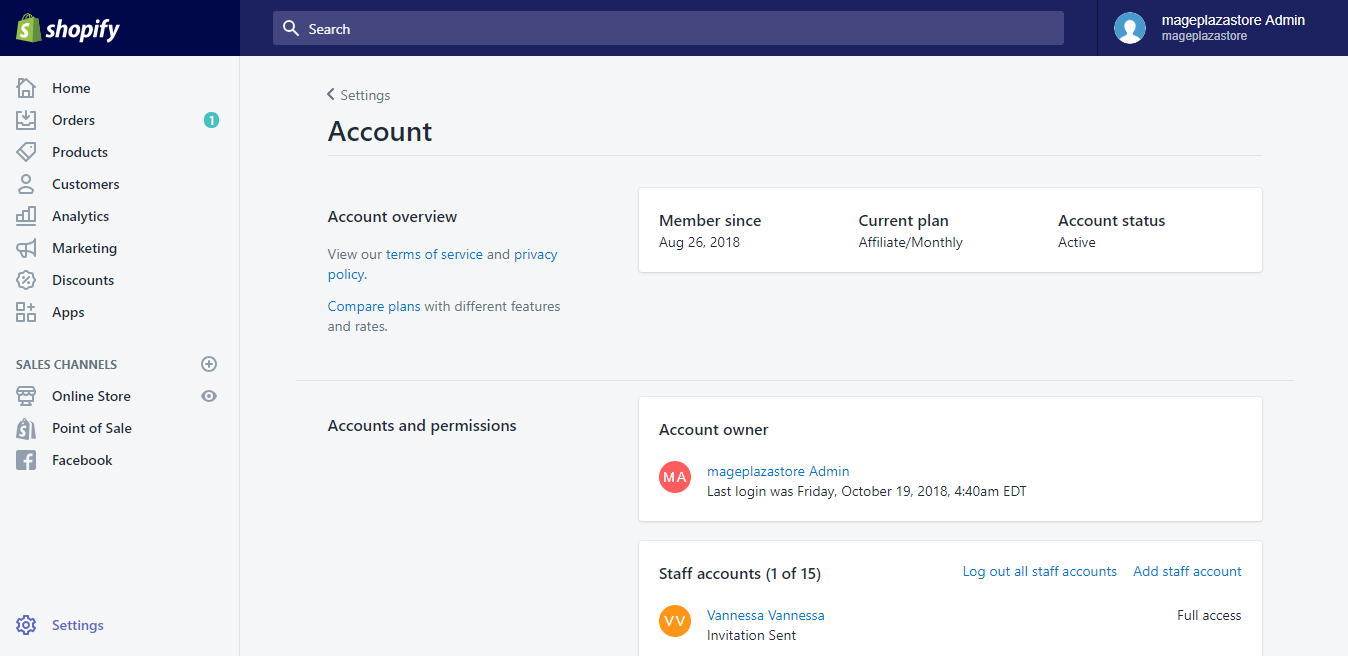 shopify
Search
mageplazastore Admin
mageplazastore
Home
Orders 1
Products
Customers
Analytics
Marketing
Discounts
Apps
SALES CHANNELS
Online Store
Point of Sale
Facebook
Settings
Settings
Account
Account overview
View our terms of service and privacy
policy.
Compare plans with different features
and rates.
Member since
Aug 26, 2018
Current plan
Affiliate/Monthly
Account status
Active
Accounts and permissions
Account owner
MA
mageplazastore Admin
Last login was Friday, October 19, 2018, 4:40am EDT
Staff accounts (1 of 15)
Log out all staff accounts
Add staff account
VV
Vannessa Vannessa
Invitation Sent
Full access